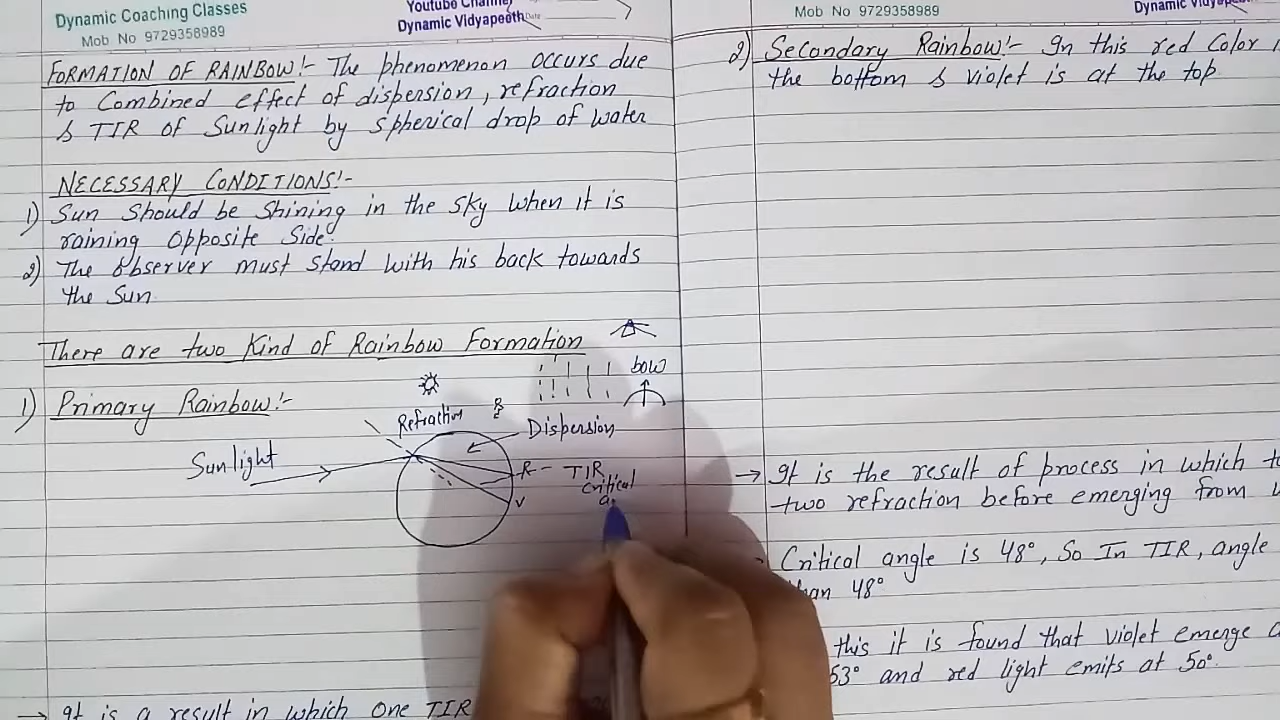 Dynamic Coaching Classes
Mob No 9729358989
Youtube Channel
Dynamic Vidyapeeth
Date
FORMATION OF RAINBOW:- The phenomenon occurs due
to Combined effect of dispersion, refraction
& TIR of Sunlight by Spherical drop of water
NECESSARY CONDITIONS:-
1) Sun should be shining in the sky when it is
raining opposite side.
2) The observer must stand with his back towards
the Sun
There are two Kind of Rainbow Formation
bow
1) Primary Rainbow:-
Refraction
Dispersion
Sunlight
R - TIR
Critical
V
→ It is a result in which one TIR
Mob No 9729358989
Dynamic
2) Secondary Rainbow:- In this red color
the bottom & violet is at the top
→ It is the result of process in which
two refraction before emerging from
Critical angle is 48°, So In TIR, angle
than 48°
this it is found that violet emerge
53° and red light emits at 50°.